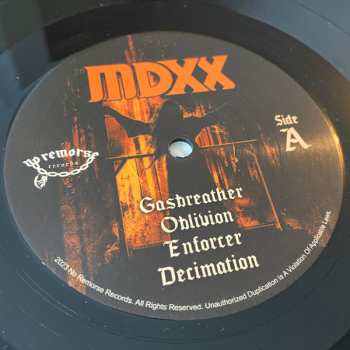 MDXX
Side
A
No remorse
records
Gasbreather
Oblivion
Enforcer
Decimation
2023 No Remorse Records. All Rights Reserved. Unauthorized Duplication Is A Violation Of Applicable Laws.